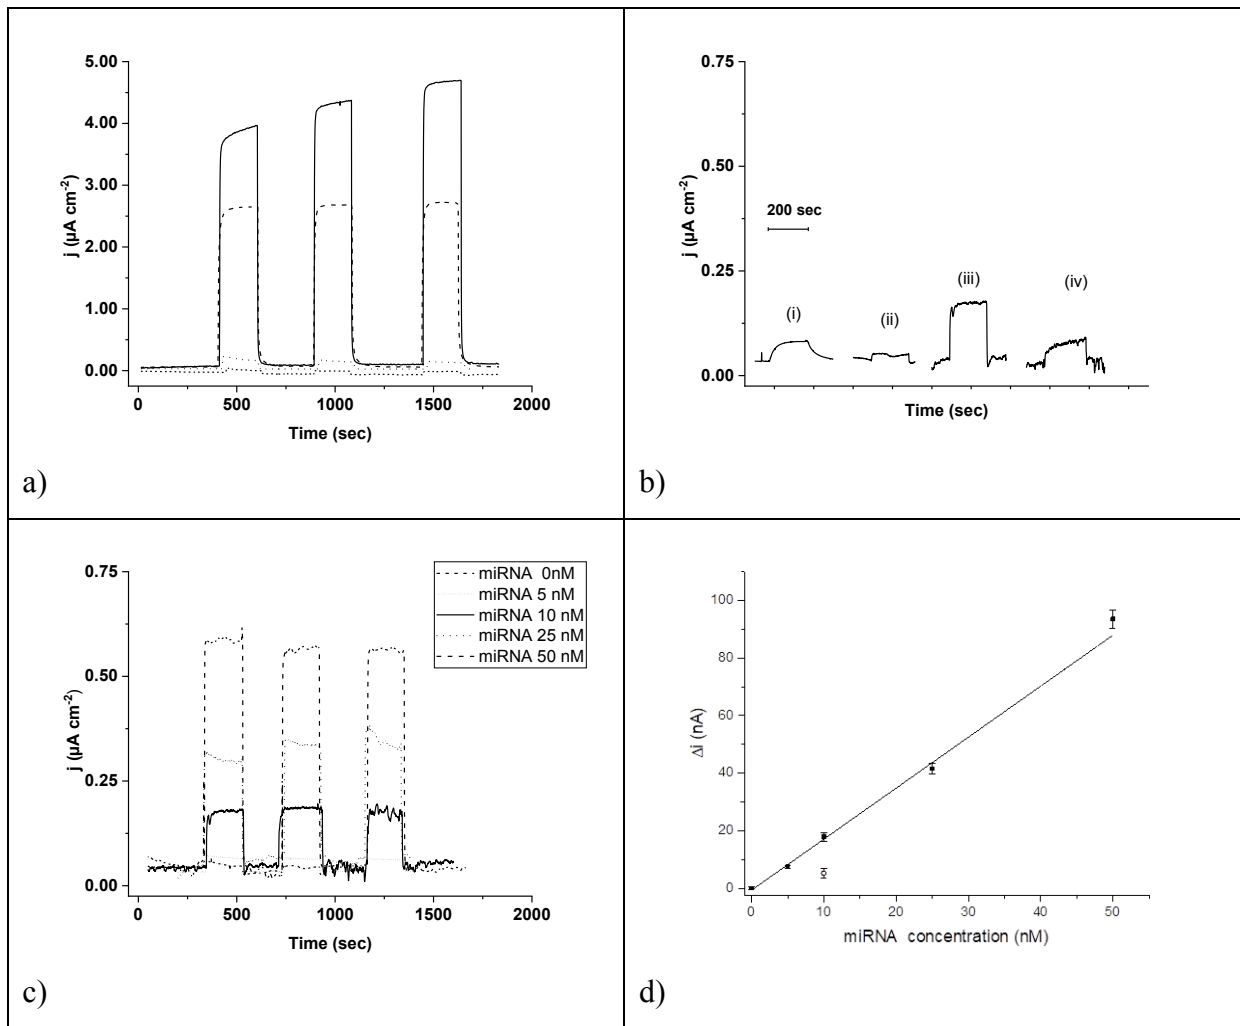 5.00
4.00
3.00
2.00
1.00
0.00
j (µA cm-2)
0 500 1000 1500 2000
Time (sec)
a)
0.75
0.50
0.25
0.00
j (µA cm-2)
200 sec
(i)
(ii)
(iii)
(iv)
Time (sec)
b)
0.75
0.50
0.25
0.00
j (µA cm-2)
miRNA 0nM
miRNA 5 nM
miRNA 10 nM
miRNA 25 nM
miRNA 50 nM
0 500 1000 1500 2000
Time (sec)
c)
100
80
60
40
20
0
Δi (nA)
0 10 20 30 40 50
miRNA concentration (nM)
d)